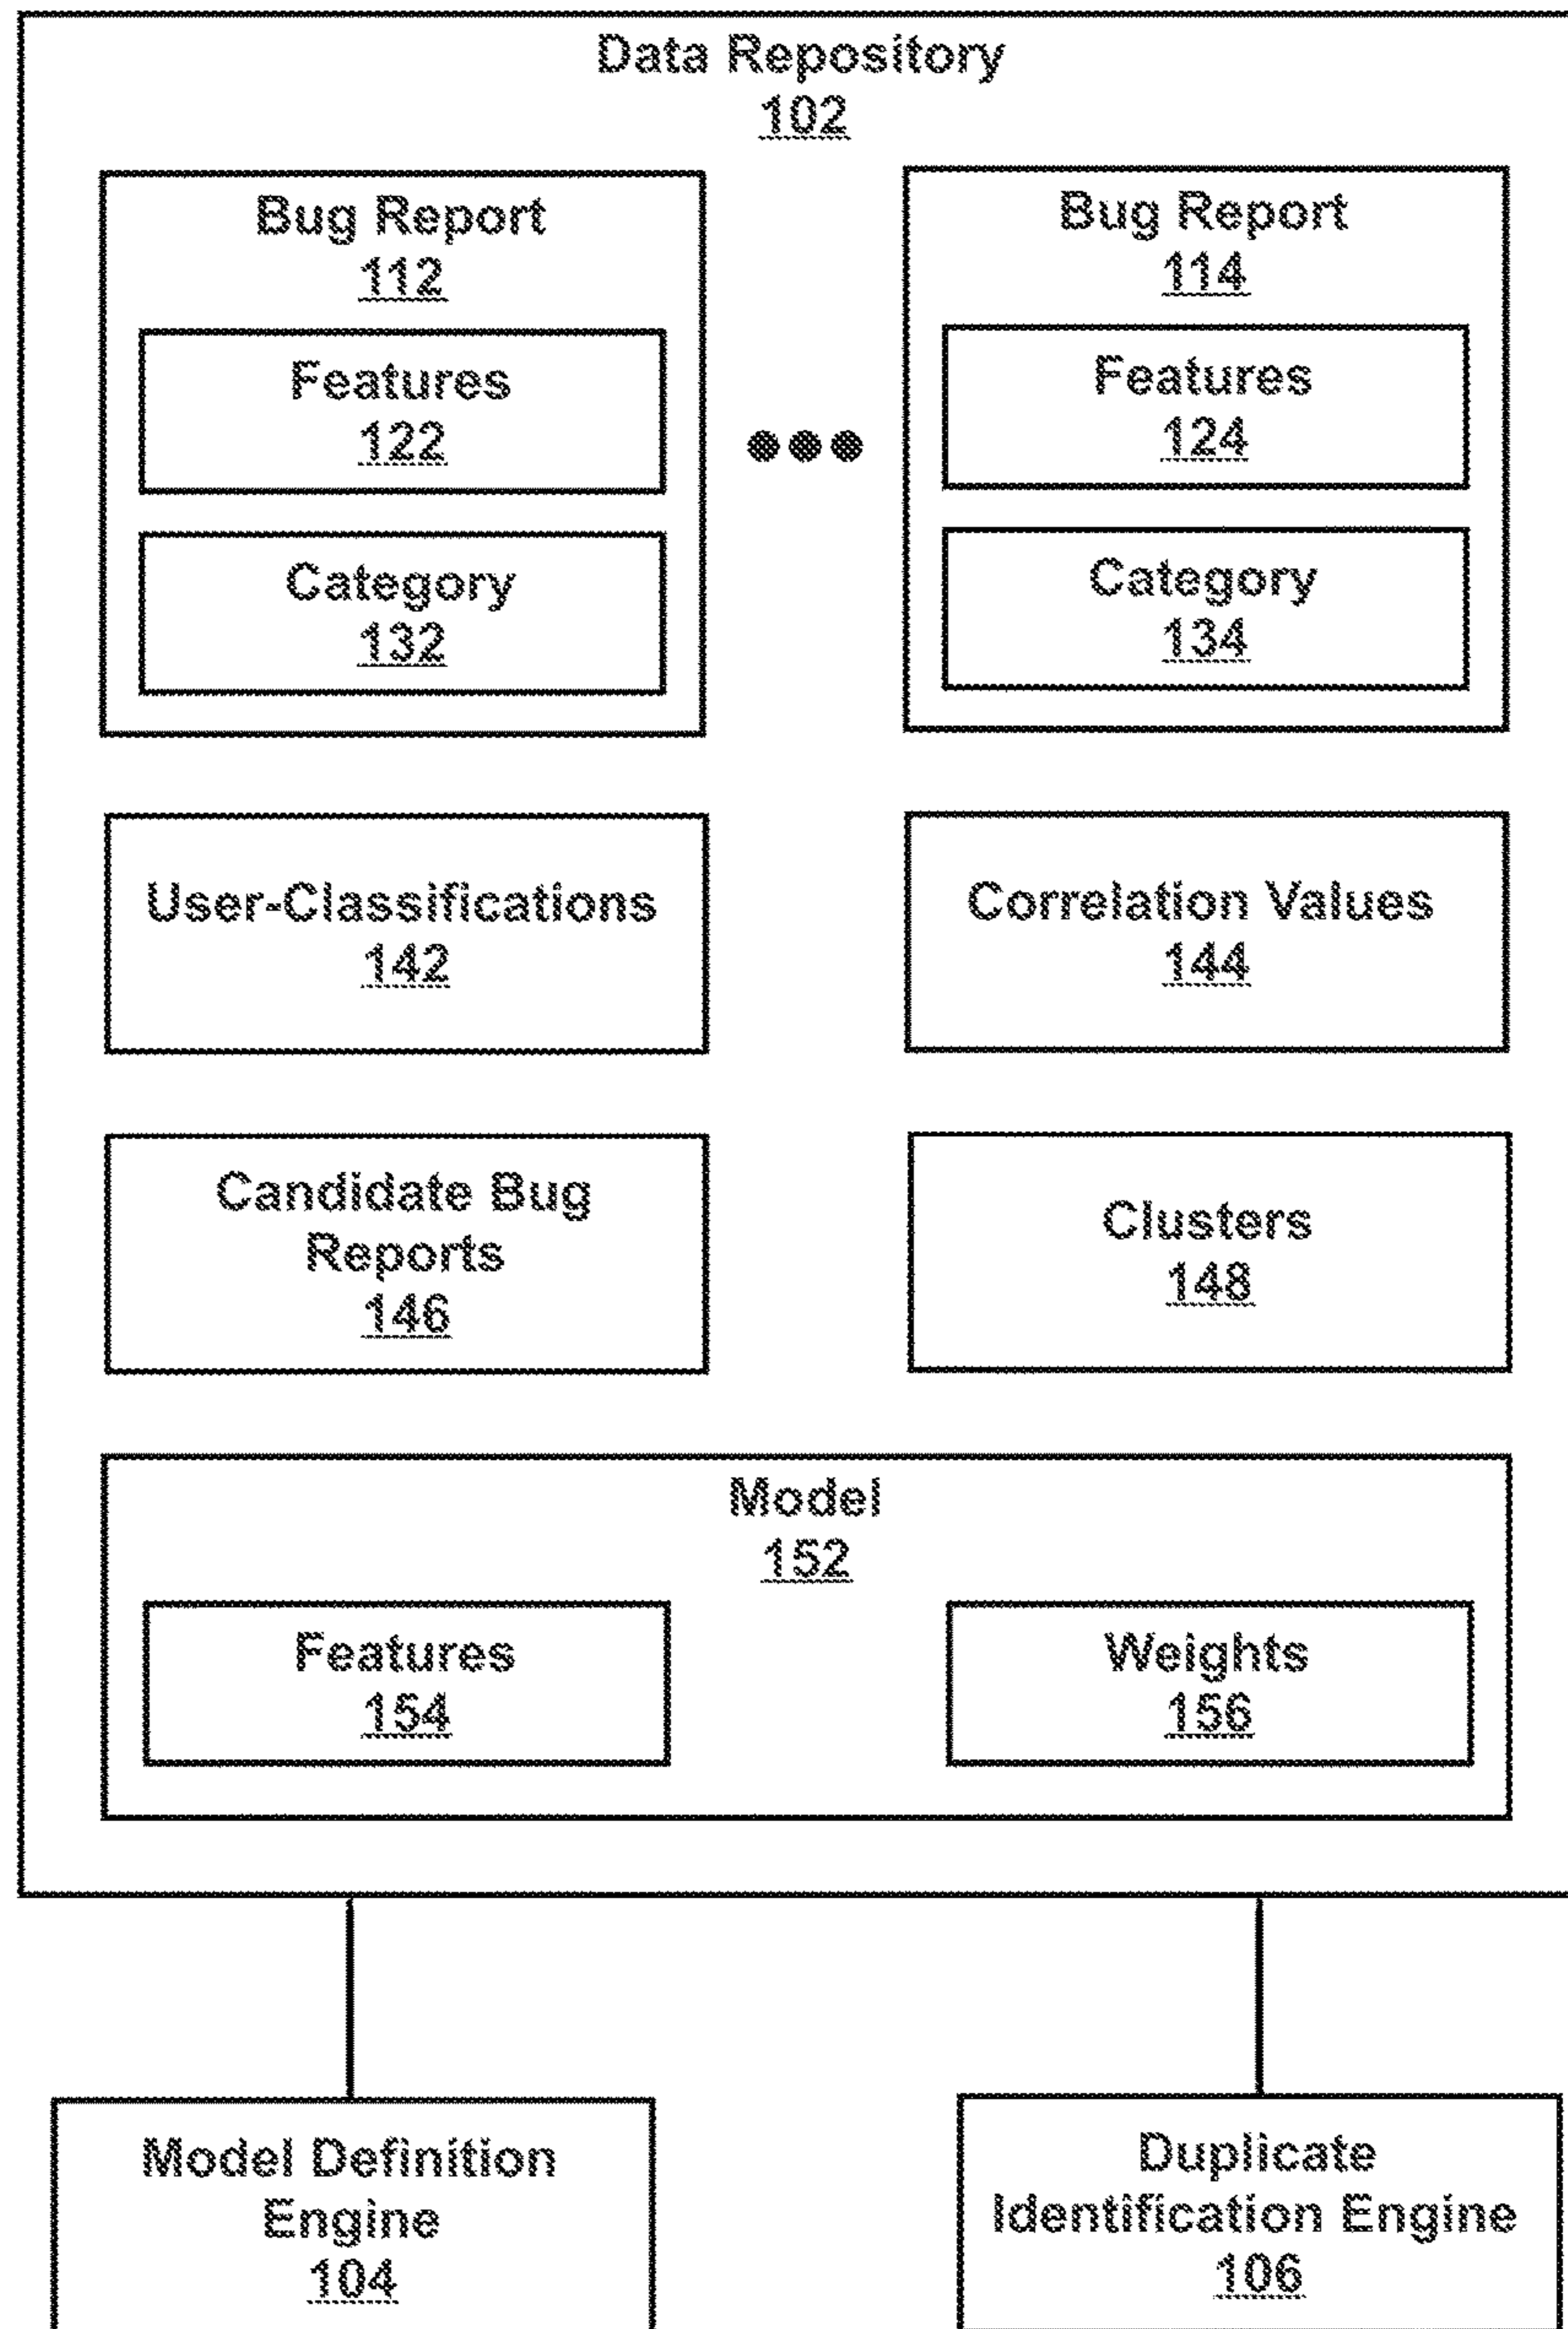 Data Repository
102
Bug Report
112
Features
122
Category
132
Bug Report
114
Features
124
Category
134
User-Classifications
142
Correlation Values
144
Candidate Bug
Reports
146
Clusters
148
Model
152
Features
154
Weights
156
Model Definition
Engine
104
Duplicate
Identification Engine
106